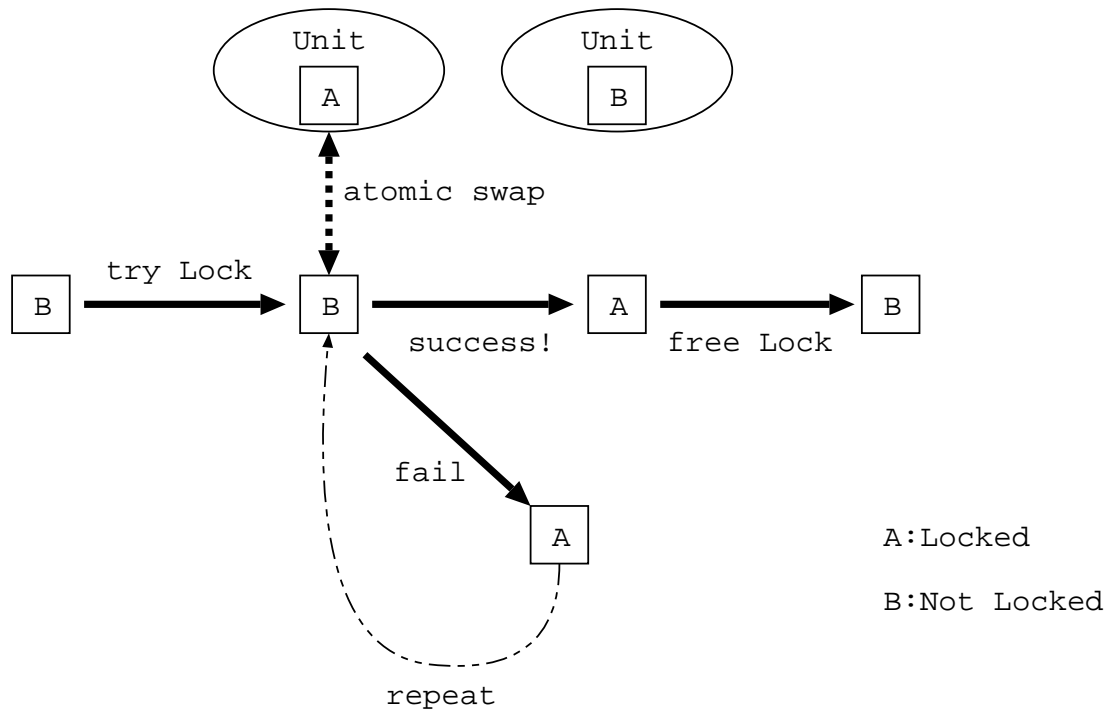 Unit
A
Unit
B
atomic swap
try Lock
B
B
A
B
success!
free Lock
fail
A
A:Locked
B:Not Locked
repeat